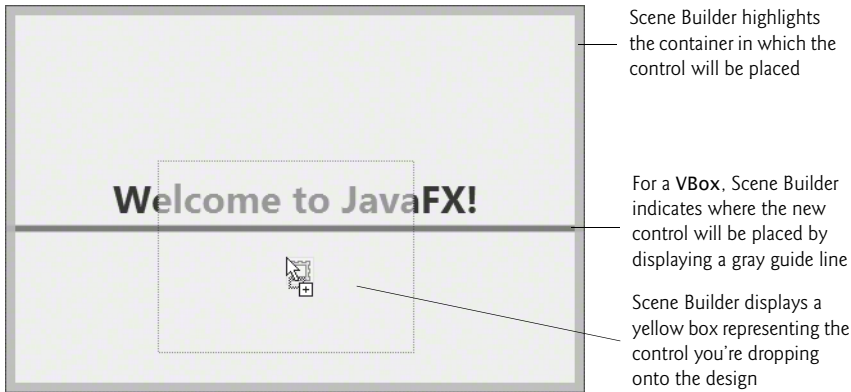 Scene Builder highlights
the container in which the
control will be placed
Welcome to JavaFX!
For a VBox, Scene Builder
indicates where the new
control will be placed by
displaying a gray guide line
Scene Builder displays a
yellow box representing the
control you're dropping
onto the design